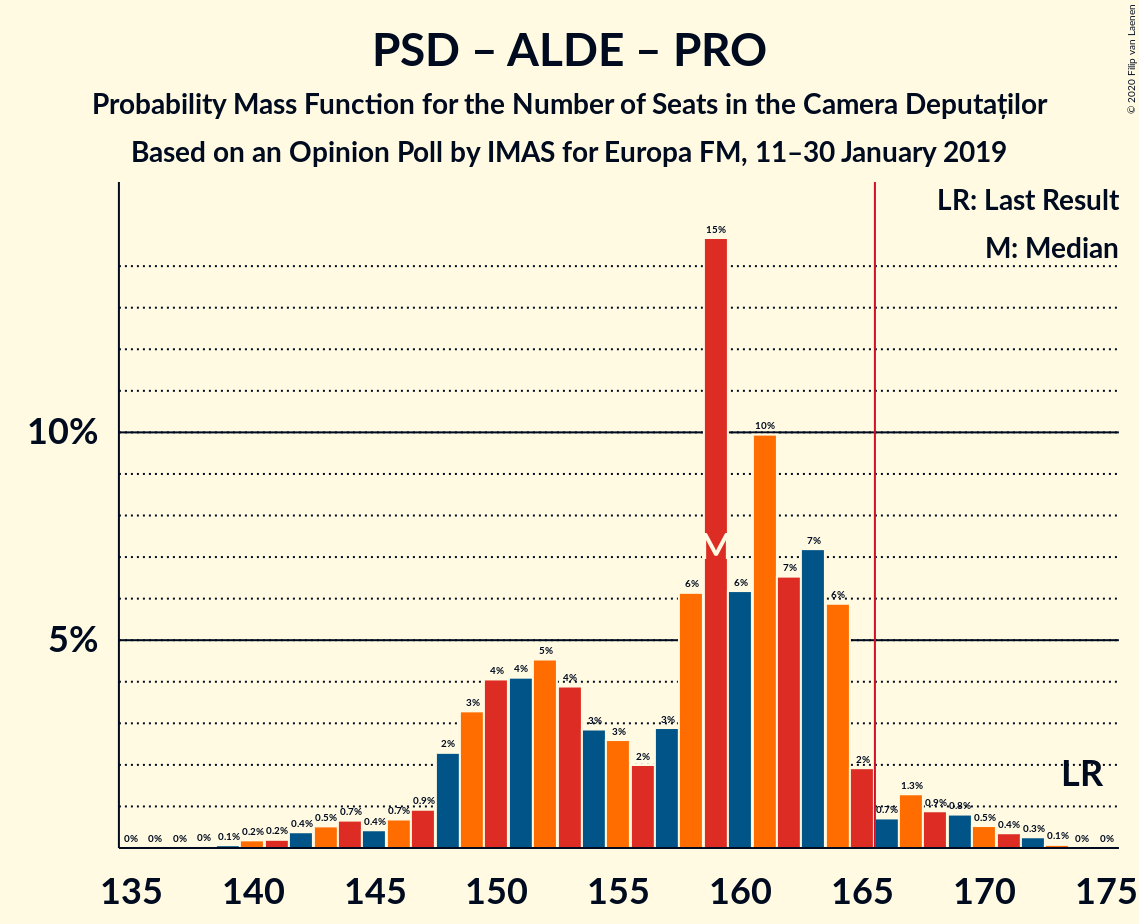 PSD – ALDE – PRO
Probability Mass Function for the Number of Seats in the Camera Deputaților
Based on an Opinion Poll by IMAS for Europa FM, 11–30 January 2019
© 2020 Filip van Laenen
LR: Last Result
M: Median
10%
5%
0% 0% 0% 0% 0.1% 0.2% 0.2% 0.4% 0.5% 0.7% 0.4% 0.7% 0.9% 2% 3% 4% 4% 5% 4% 3% 3% 2% 3% 6% 15% 6% 10% 7% 7% 6% 2% 0.7% 1.3% 0.9% 0.8% 0.5% 0.4% 0.3% 0.1% 0% 0%
M
LR
135 140 145 150 155 160 165 170 175